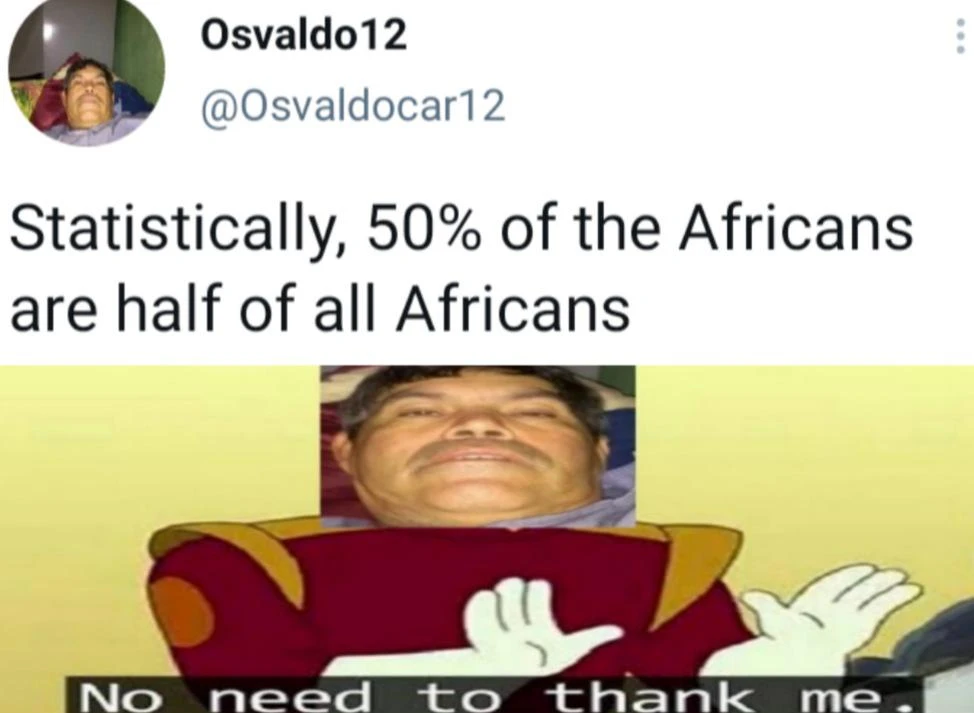 Osvaldo12
@Osvaldocar12
Statistically, 50% of the Africans
are half of all Africans
No need to thank me.